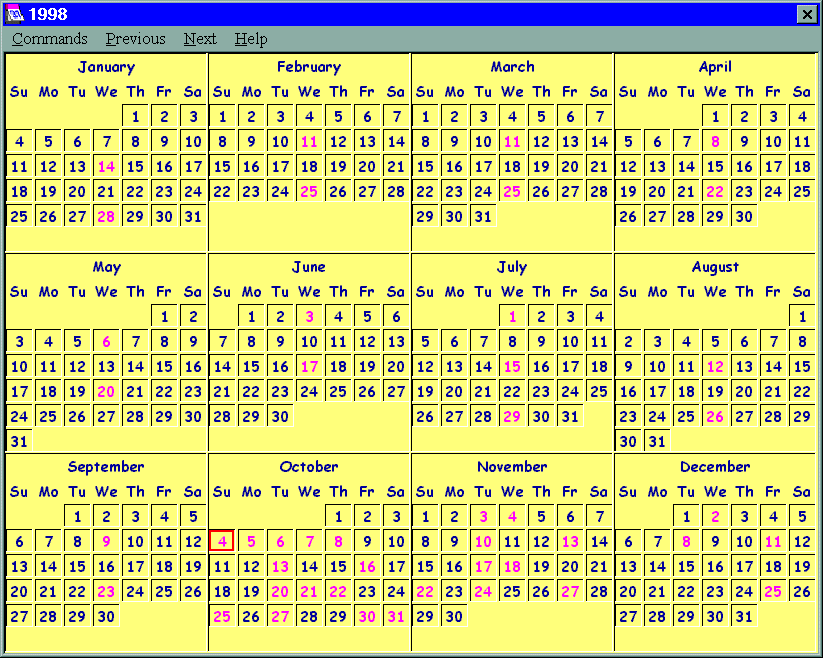 1998
Commands Previous Next Help
January February March April
Su Mo Tu We Th Fr Sa Su Mo Tu We Th Fr Sa Su Mo Tu We Th Fr Sa Su Mo Tu We Th Fr Sa
1 2 3 1 2 3 4 5 6 7 1 2 3 4 5 6 7 1 2 3 4
4 5 6 7 8 9 10 8 9 10 11 12 13 14 8 9 10 11 12 13 14 5 6 7 8 9 10 11
11 12 13 14 15 16 17 15 16 17 18 19 20 21 15 16 17 18 19 20 21 12 13 14 15 16 17 18
18 19 20 21 22 23 24 22 23 24 25 26 27 28 22 23 24 25 26 27 28 19 20 21 22 23 24 25
25 26 27 28 29 30 31 29 30 31 26 27 28 29 30
May June July August
Su Mo Tu We Th Fr Sa Su Mo Tu We Th Fr Sa Su Mo Tu We Th Fr Sa Su Mo Tu We Th Fr Sa
1 2 1 2 3 4 5 6 1 2 3 4 1
3 4 5 6 7 8 9 7 8 9 10 11 12 13 5 6 7 8 9 10 11 2 3 4 5 6 7 8
10 11 12 13 14 15 16 14 15 16 17 18 19 20 12 13 14 15 16 17 18 9 10 11 12 13 14 15
17 18 19 20 21 22 23 21 22 23 24 25 26 27 19 20 21 22 23 24 25 16 17 18 19 20 21 22
24 25 26 27 28 29 30 28 29 30 26 27 28 29 30 31 23 24 25 26 27 28 29
31 30 31
September October November December
Su Mo Tu We Th Fr Sa Su Mo Tu We Th Fr Sa Su Mo Tu We Th Fr Sa Su Mo Tu We Th Fr Sa
1 2 3 4 5 1 2 3 1 2 3 4 5 6 7 1 2 3 4 5
6 7 8 9 10 11 12 4 5 6 7 8 9 10 8 9 10 11 12 13 14 6 7 8 9 10 11 12
13 14 15 16 17 18 19 11 12 13 14 15 16 17 15 16 17 18 19 20 21 13 14 15 16 17 18 19
20 21 22 23 24 25 26 18 19 20 21 22 23 24 22 23 24 25 26 27 28 20 21 22 23 24 25 26
27 28 29 30 25 26 27 28 29 30 31 29 30 27 28 29 30 31